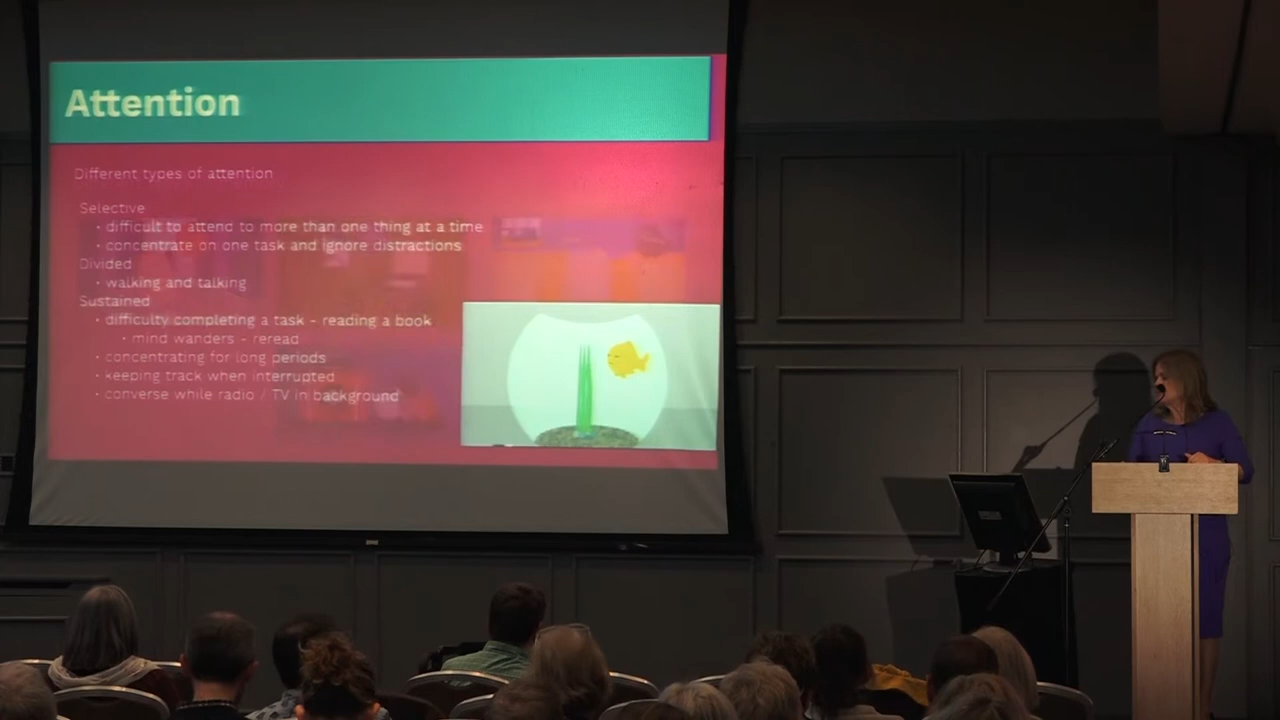 Attention
Different types of attention
Selective
• difficult to attend to more than one thing at a time
• concentrate on one task and ignore distractions
Divided
• walking and talking
Sustained
• difficulty completing a task - reading a book
• mind wanders - reread
• concentrating for long periods
• keeping track when interrupted
• converse while radio / TV in background